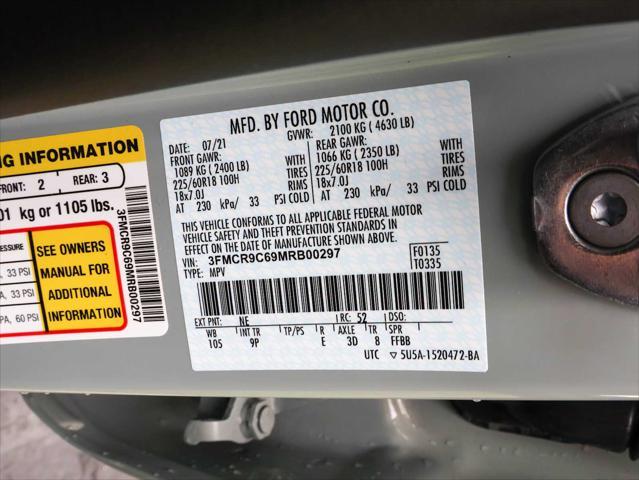 NG INFORMATION
FRONT: 2 REAR: 3
01 kg or 1105 lbs.
3FMCR9C69MRB00297
ESSURE
A, 33 PSI
A, 33 PSI
PA, 60 PSI
SEE OWNERS
MANUAL FOR
ADDITIONAL
INFORMATION
MFD. BY FORD MOTOR CO.
DATE: 07/21 GVWR: 2100 KG ( 4630 LB)
FRONT GAWR: REAR GAWR:
1089 KG ( 2400 LB) WITH 1066 KG ( 2350 LB) WITH
225/60R18 100H TIRES 225/60R18 100H TIRES
18x7.0J RIMS 18x7.0J RIMS
AT 230 kPa/ 33 PSI COLD AT 230 kPa/ 33 PSI COLD
THIS VEHICLE CONFORMS TO ALL APPLICABLE FEDERAL MOTOR
VEHICLE SAFETY AND THEFT PREVENTION STANDARDS IN
EFFECT ON THE DATE OF MANUFACTURE SHOWN ABOVE.
VIN: 3FMCR9C69MRB00297 F0135
TYPE: MPV T0335
EXT PNT: NE RC: 52 DSO:
WB INT TR TP/PS R AXLE TR SPR
105 9P E 3D 8 FFBB
UTC ▽ 5U5A-1520472-BA